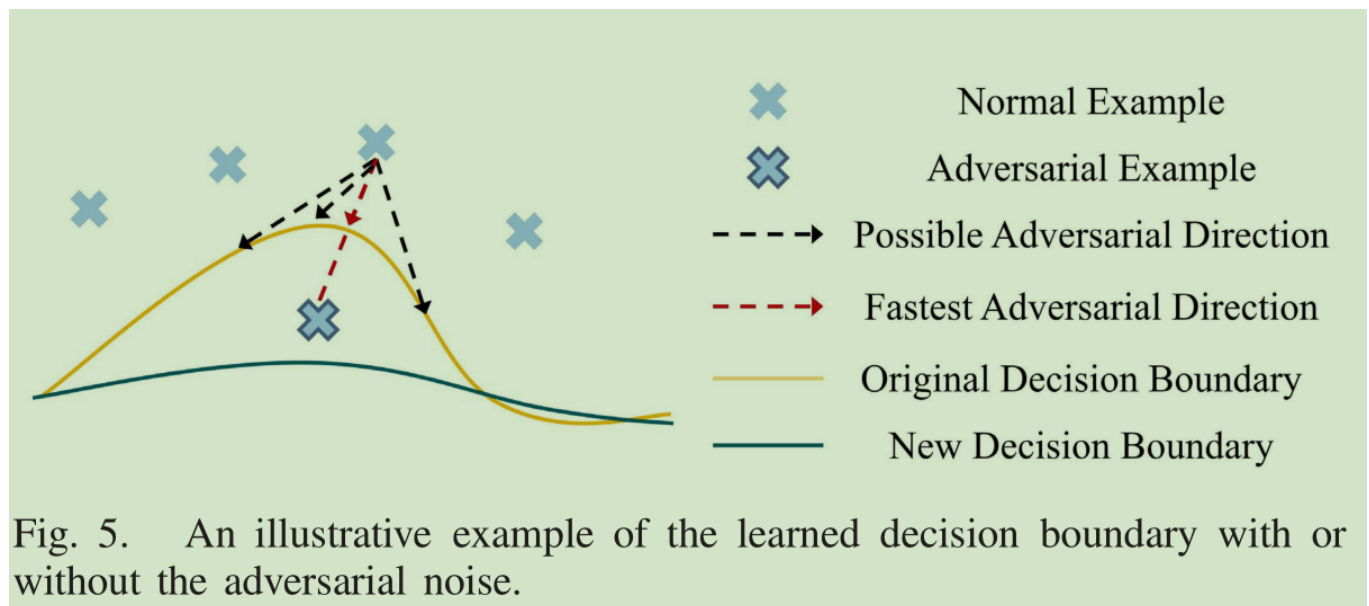 Normal Example
Adversarial Example
Possible Adversarial Direction
Fastest Adversarial Direction
Original Decision Boundary
New Decision Boundary
Fig. 5. An illustrative example of the learned decision boundary with or
without the adversarial noise.